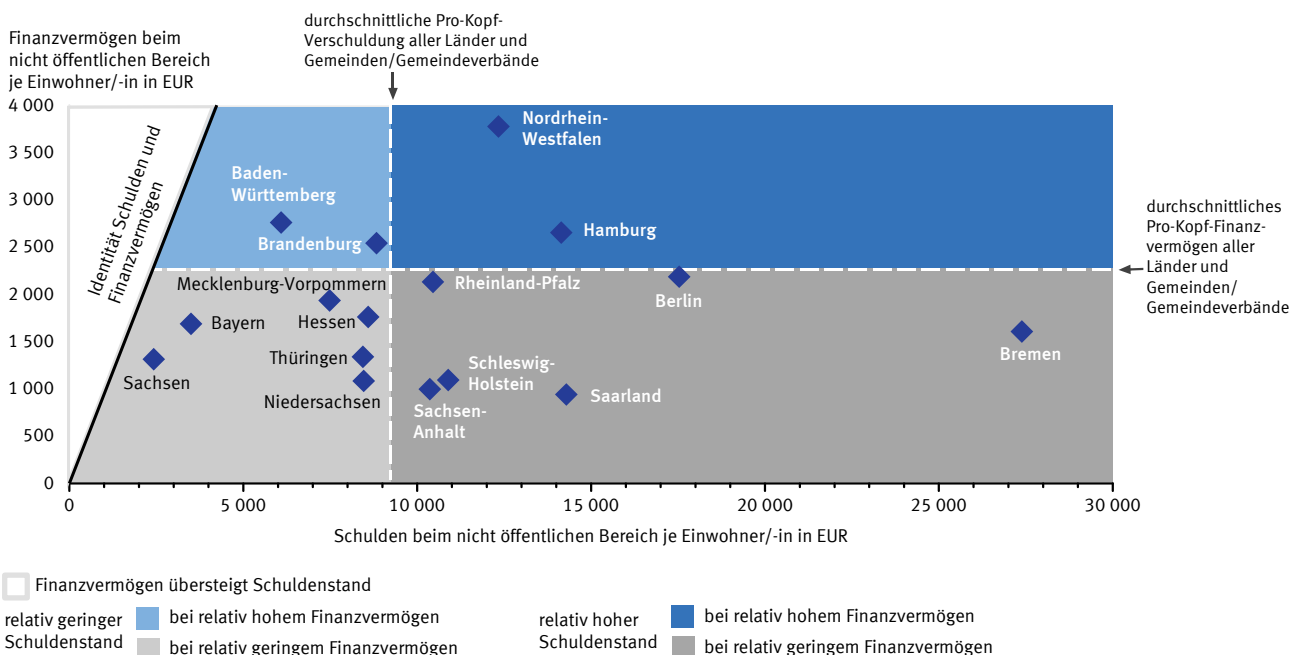 durchschnittliche Pro-Kopf-
Verschuldung aller Länder und
Gemeinden/Gemeindeverbände
Finanzvermögen beim
nicht öffentlichen Bereich
je Einwohner/-in in EUR
4 000
3 500
3 000
2 500
2 000
1 500
1 000
500
0
Identität Schulden und
Finanzvermögen
Baden-
Württemberg
Brandenburg
Nordrhein-
Westfalen
Hamburg
Mecklenburg-Vorpommern
Bayern
Hessen
Sachsen
Thüringen
Niedersachsen
Rheinland-Pfalz
Berlin
Schleswig-
Holstein
Sachsen-
Anhalt
Saarland
Bremen
durchschnittliches
Pro-Kopf-Finanz-
vermögen aller
Länder und
Gemeinden/
Gemeindeverbände
0
5 000
10 000
15 000
20 000
25 000
30 000
Schulden beim nicht öffentlichen Bereich je Einwohner/-in in EUR
Finanzvermögen übersteigt Schuldenstand
relativ geringer
Schuldenstand
bei relativ hohem Finanzvermögen
bei relativ geringem Finanzvermögen
relativ hoher
Schuldenstand
bei relativ hohem Finanzvermögen
bei relativ geringem Finanzvermögen